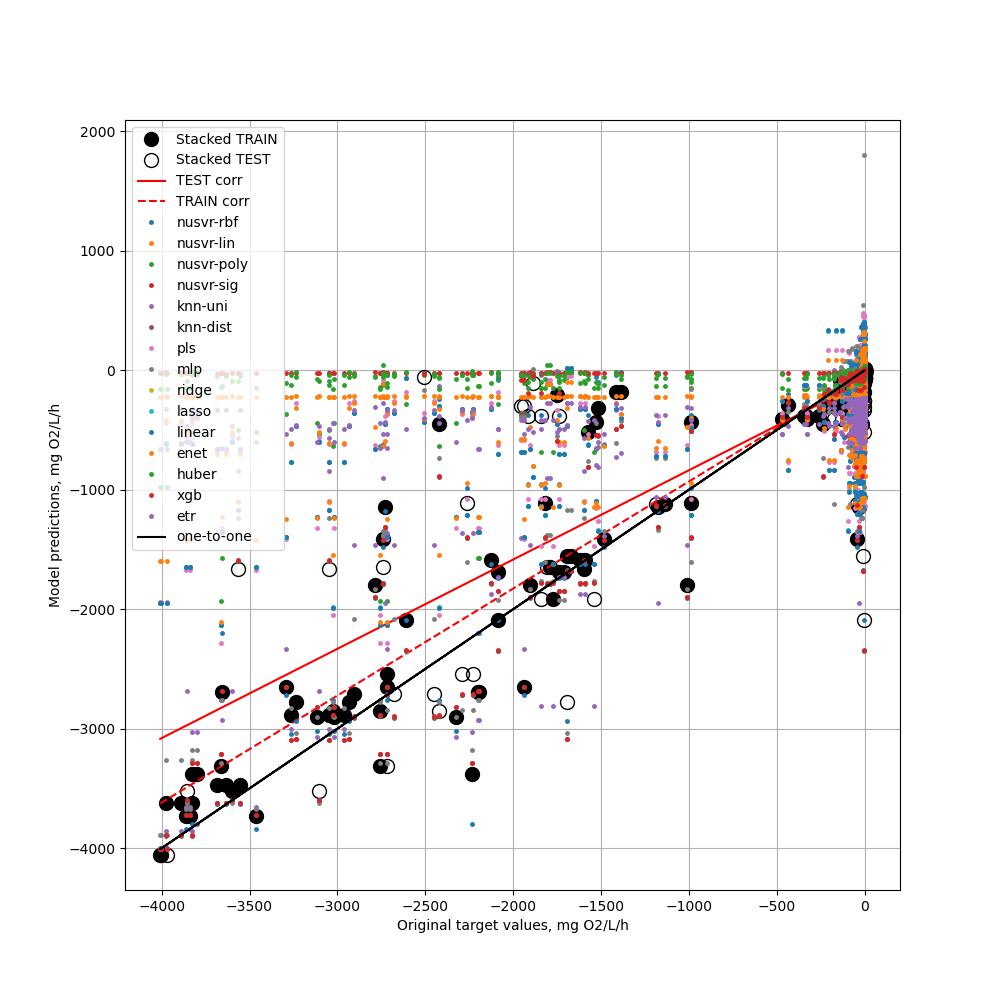 2000
1000
0
−1000
−2000
−3000
−4000
Model predictions, mg O2/L/h
Stacked TRAIN
Stacked TEST
TEST corr
TRAIN corr
nusvr-rbf
nusvr-lin
nusvr-poly
nusvr-sig
knn-uni
knn-dist
pls
mlp
ridge
lasso
linear
enet
huber
xgb
etr
one-to-one
−4000 −3500 −3000 −2500 −2000 −1500 −1000 −500 0
Original target values, mg O2/L/h